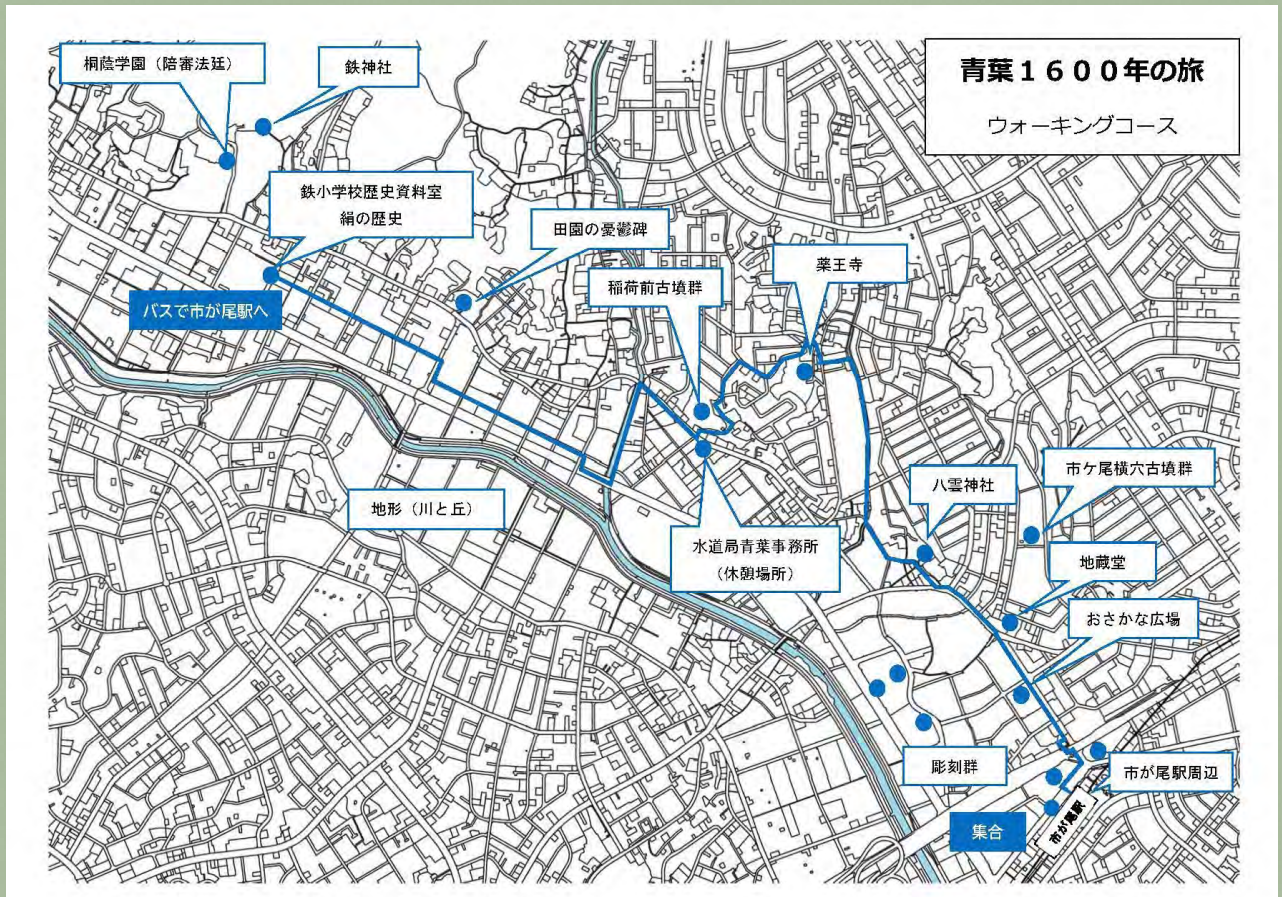 青葉１６００年の旅
ウォーキングコース
桐蔭学園（陪審法廷）
鉄神社
鉄小学校歴史資料室
絹の歴史
田園の憂鬱碑
薬王寺
稲荷前古墳群
バスで市が尾駅へ
地形（川と丘）
水道局青葉事務所
（休憩場所）
八雲神社
市ケ尾横穴古墳群
地蔵堂
おさかな広場
彫刻群
市が尾駅周辺
集合
市が尾駅